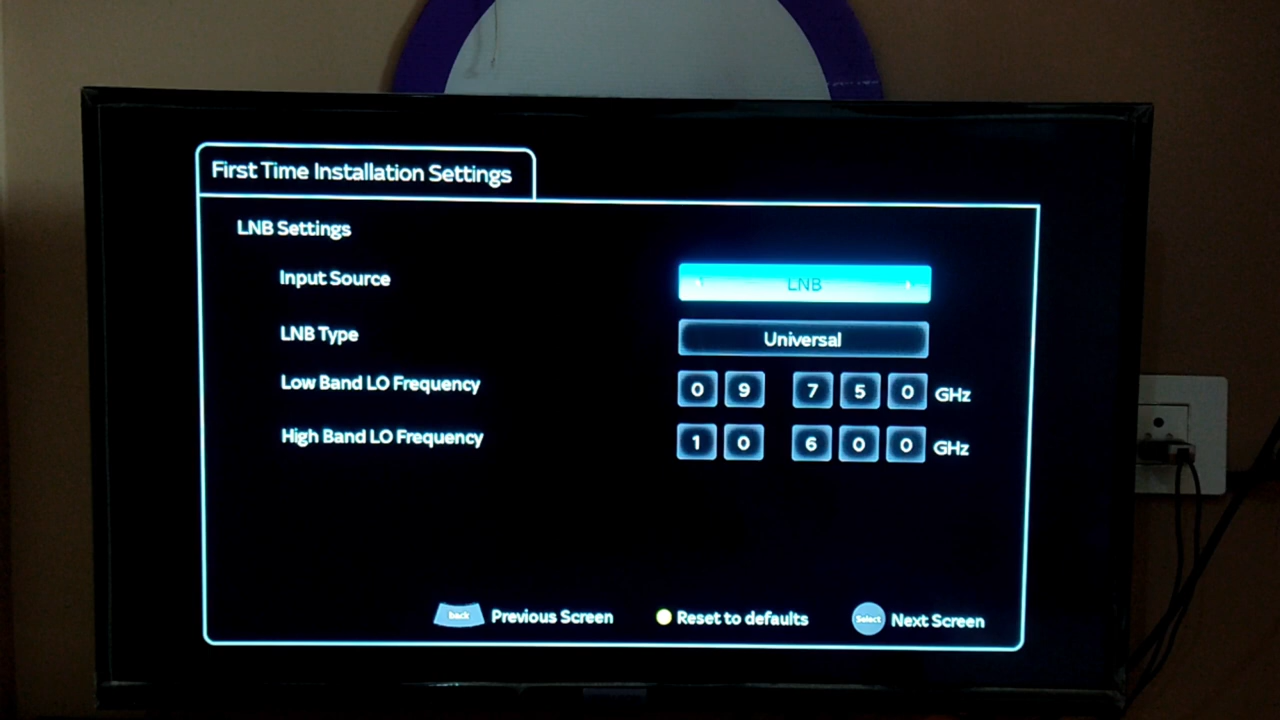 First Time Installation Settings
LNB Settings
Input Source LNB
LNB Type Universal
Low Band LO Frequency 0 9 7 5 0 GHz
High Band LO Frequency 1 0 6 0 0 GHz
back Previous Screen Reset to defaults Select Next Screen